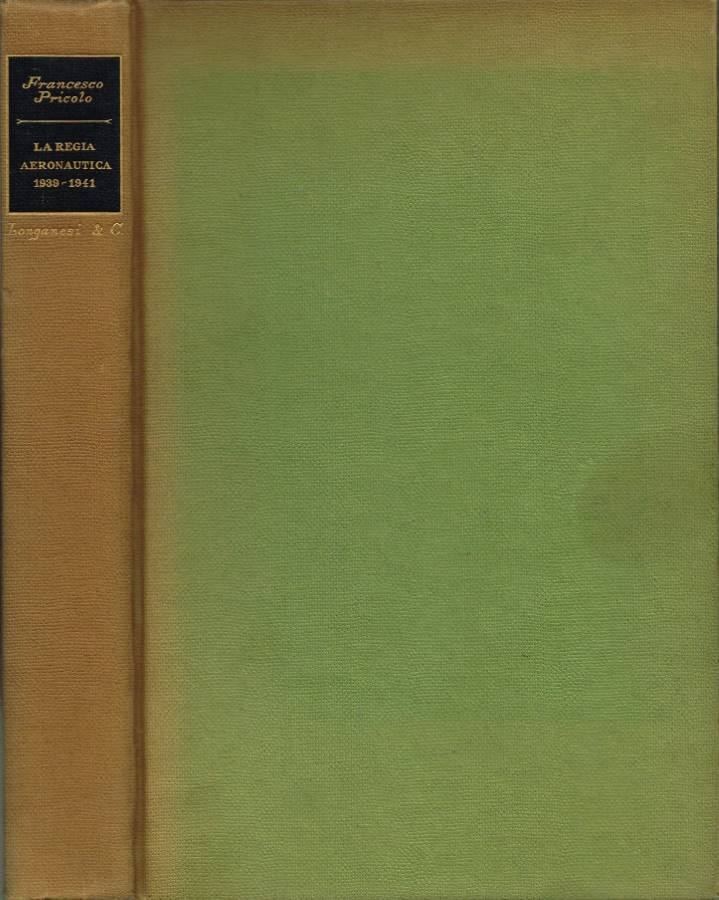 Francesco
Pricolo
LA REGIA
AERONAUTICA
1939-1941
Longanesi & C.